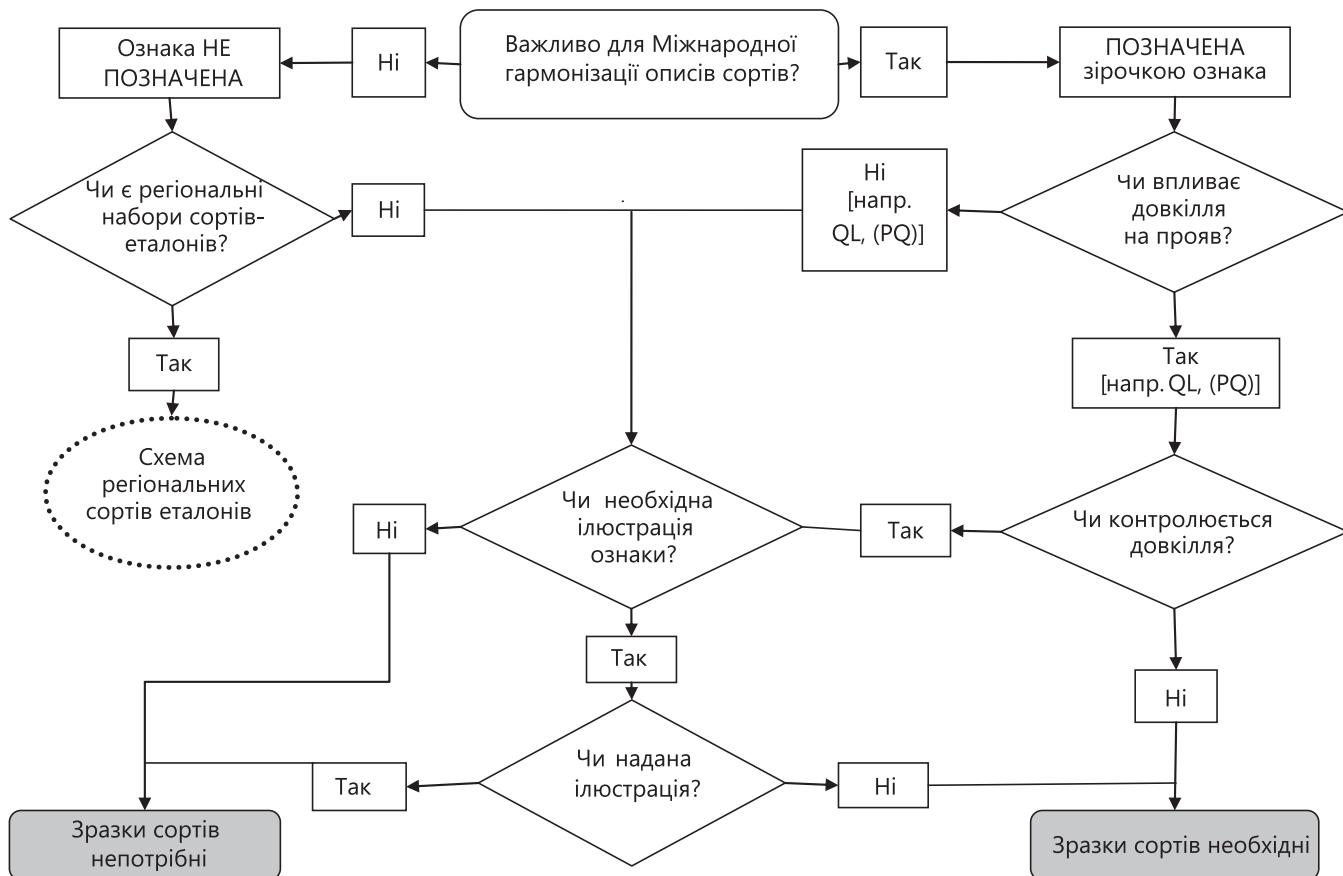 Ознака НЕ
ПОЗНАЧЕНА
Ні
Важливо для Міжнародної
гармонізації описів сортів?
Так
ПОЗНАЧЕНА
зірочкою ознака
Чи є регіональні
набори сортів-
еталонів?
Ні
Ні
[напр.
QL, (PQ)]
Чи впливає
довкілля
на прояв?
Так
Так
[напр. QL, (PQ)]
Схема
регіональних
сортів еталонів
Ні
Чи необхідна
ілюстрація
ознаки?
Так
Чи контролюється
довкілля?
Так
Ні
Чи надана
ілюстрація?
Так
Ні
Зразки сортів
непотрібні
Зразки сортів необхідні